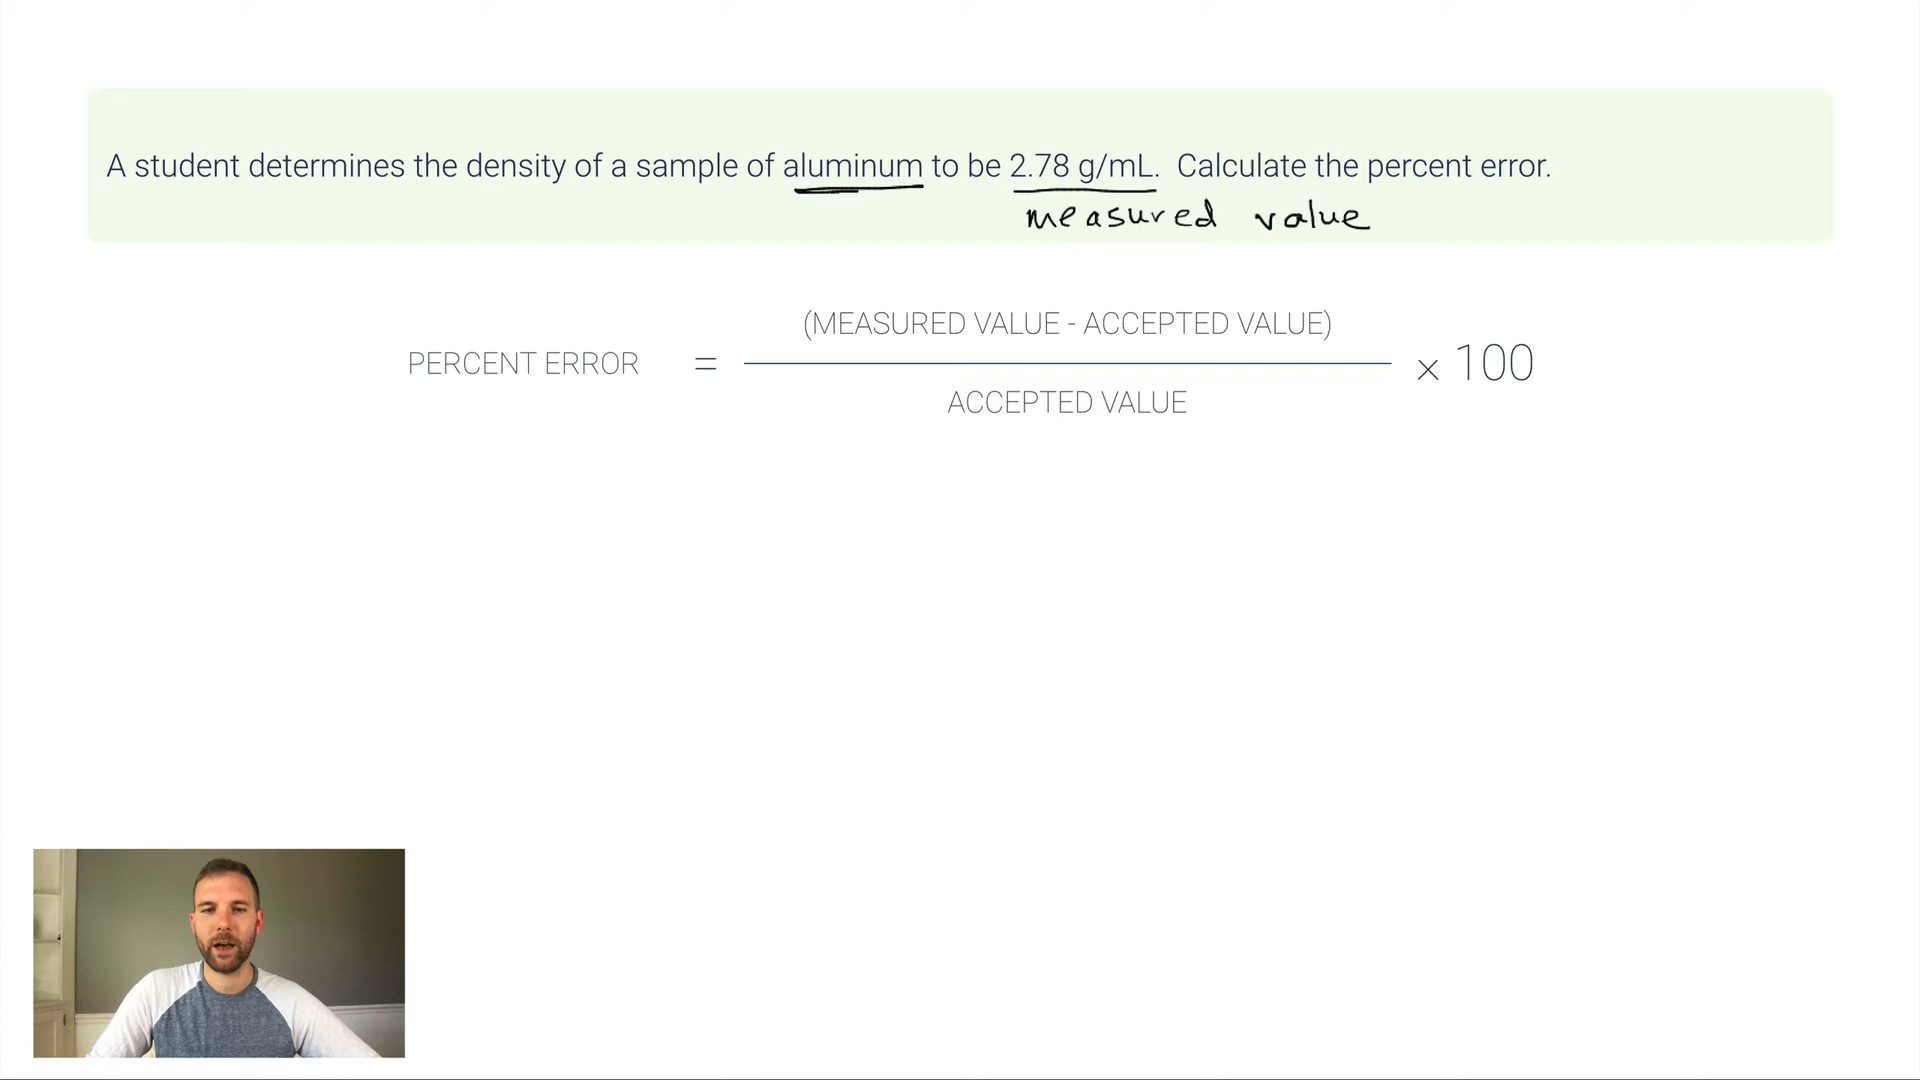 A student determines the density of a sample of aluminum to be 2.78 g/mL. Calculate the percent error.
measured value
(MEASURED VALUE - ACCEPTED VALUE)
PERCENT ERROR = × 100
ACCEPTED VALUE